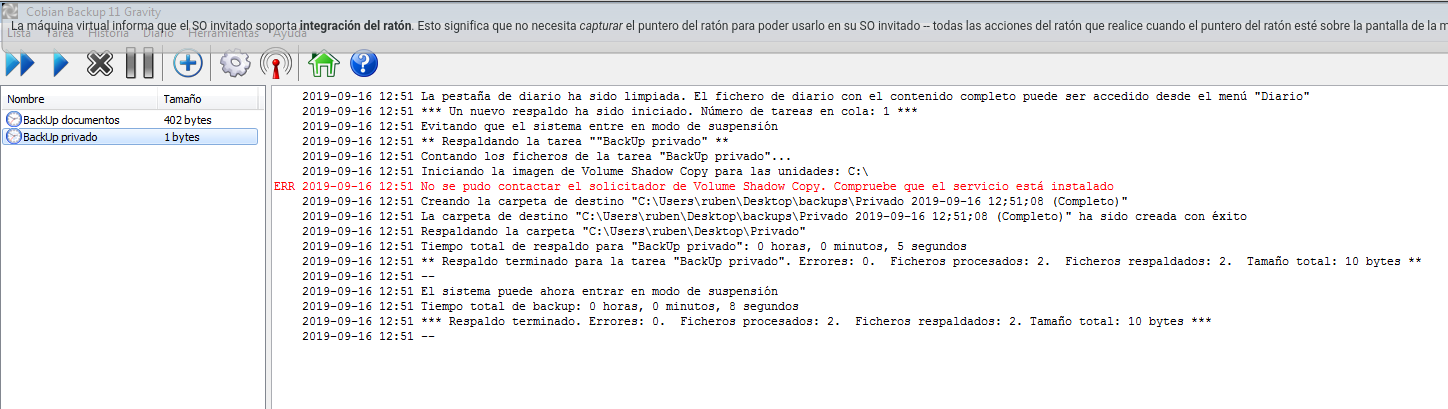 Cobian Backup 11 Gravity
La máquina virtual informa que el SO invitado soporta integración del ratón. Esto significa que no necesita capturar el puntero del ratón para poder usarlo en su SO invitado -- todas las acciones del ratón que realice cuando el puntero del ratón esté sobre la pantalla de la m
Lista Tarea Historia Diario Herramientas Ayuda
Nombre Tamaño
BackUp documentos 402 bytes
BackUp privado 1 bytes
2019-09-16 12:51 La pestaña de diario ha sido limpiada. El fichero de diario con el contenido completo puede ser accedido desde el menú "Diario"
2019-09-16 12:51 *** Un nuevo respaldo ha sido iniciado. Número de tareas en cola: 1 ***
2019-09-16 12:51 Evitando que el sistema entre en modo de suspensión
2019-09-16 12:51 ** Respaldando la tarea ""BackUp privado" **
2019-09-16 12:51 Contando los ficheros de la tarea "BackUp privado"...
2019-09-16 12:51 Iniciando la imagen de Volume Shadow Copy para las unidades: C:\
ERR 2019-09-16 12:51 No se pudo contactar el solicitador de Volume Shadow Copy. Compruebe que el servicio está instalado
2019-09-16 12:51 Creando la carpeta de destino "C:\Users\ruben\Desktop\backups\Privado 2019-09-16 12;51;08 (Completo)"
2019-09-16 12:51 La carpeta de destino "C:\Users\ruben\Desktop\backups\Privado 2019-09-16 12;51;08 (Completo)" ha sido creada con éxito
2019-09-16 12:51 Respaldando la carpeta "C:\Users\ruben\Desktop\Privado"
2019-09-16 12:51 Tiempo total de respaldo para "BackUp privado": 0 horas, 0 minutos, 5 segundos
2019-09-16 12:51 ** Respaldo terminado para la tarea "BackUp privado". Errores: 0. Ficheros procesados: 2. Ficheros respaldados: 2. Tamaño total: 10 bytes **
2019-09-16 12:51 --
2019-09-16 12:51 El sistema puede ahora entrar en modo de suspensión
2019-09-16 12:51 Tiempo total de backup: 0 horas, 0 minutos, 8 segundos
2019-09-16 12:51 *** Respaldo terminado. Errores: 0. Ficheros procesados: 2. Ficheros respaldados: 2. Tamaño total: 10 bytes ***
2019-09-16 12:51 --